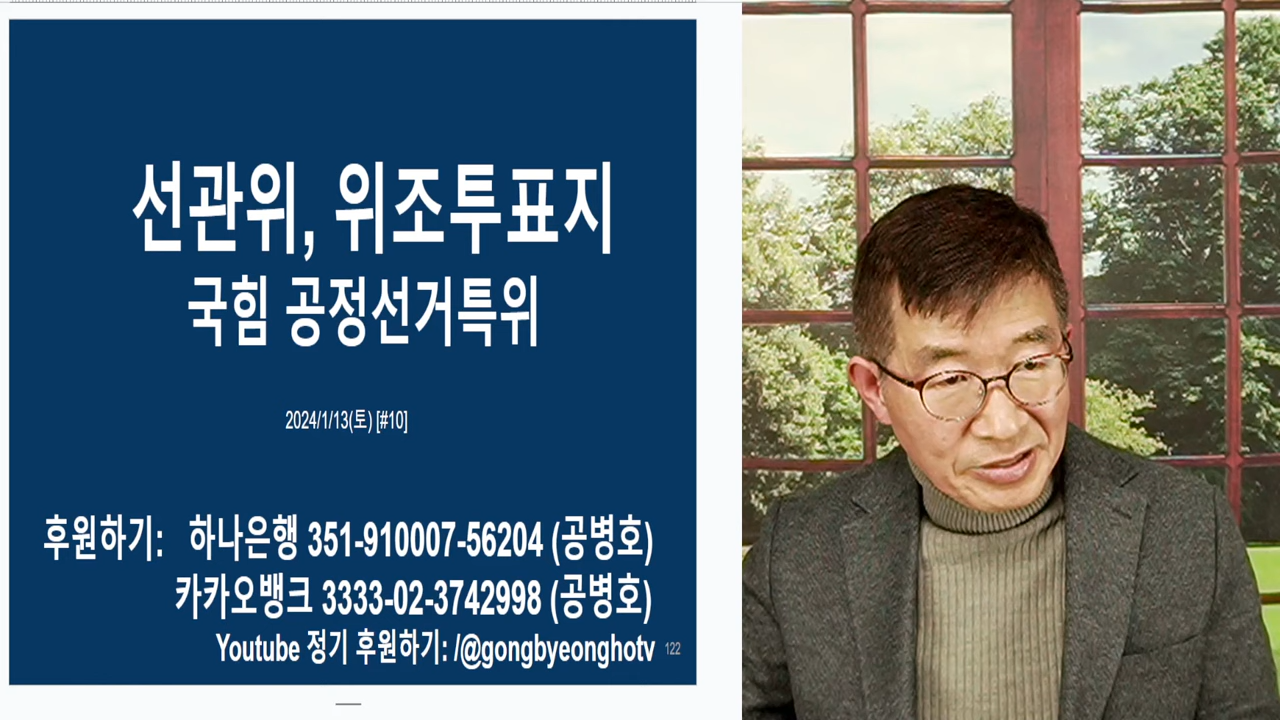 선관위, 위조투표지
국힘 공정선거특위
2024/1/13(토) [#10]
후원하기: 하나은행 351-910007-56204 (공병호)
카카오뱅크 3333-02-3742998 (공병호)
Youtube 정기 후원하기: /@gongbyeonghotv
122